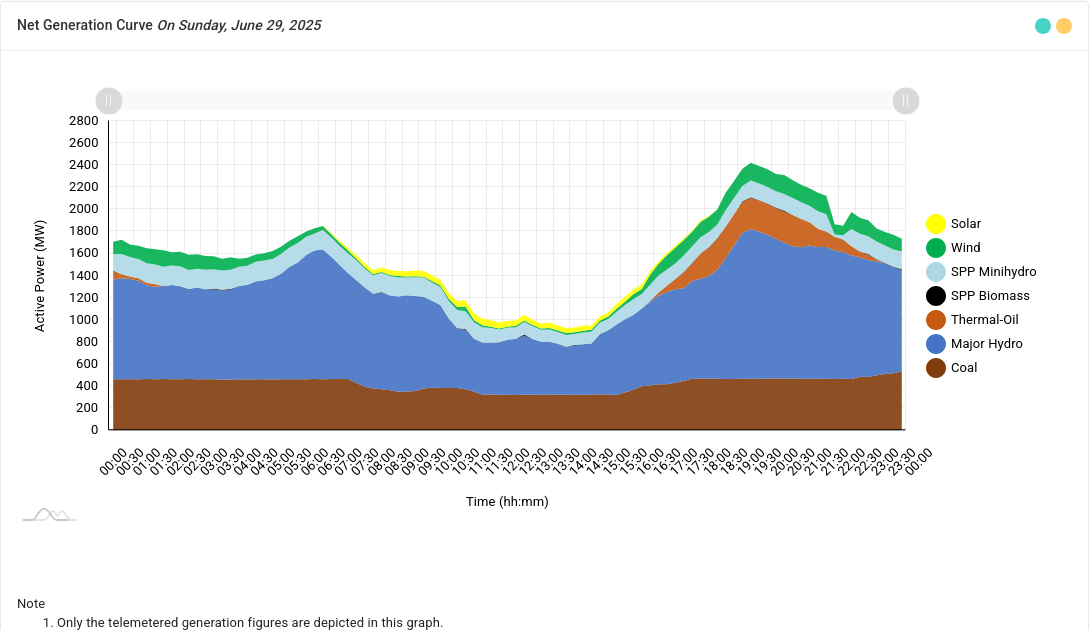 Net Generation Curve On Sunday, June 29, 2025
2800
2600
2400
2200
2000
1800
1600
1400
1200
1000
800
600
400
200
0
Active Power (MW)
00:00 00:30 01:00 01:30 02:00 02:30 03:00 03:30 04:00 04:30 05:00 05:30 06:00 06:30 07:00 07:30 08:00 08:30 09:00 09:30 10:00 10:30 11:00 11:30 12:00 12:30 13:00 13:30 14:00 14:30 15:00 15:30 16:00 16:30 17:00 17:30 18:00 18:30 19:00 19:30 20:00 20:30 21:00 21:30 22:00 22:30 23:00 23:30 00:00
Time (hh:mm)
Solar
Wind
SPP Minihydro
SPP Biomass
Thermal-Oil
Major Hydro
Coal
Note
1. Only the telemetered generation figures are depicted in this graph.